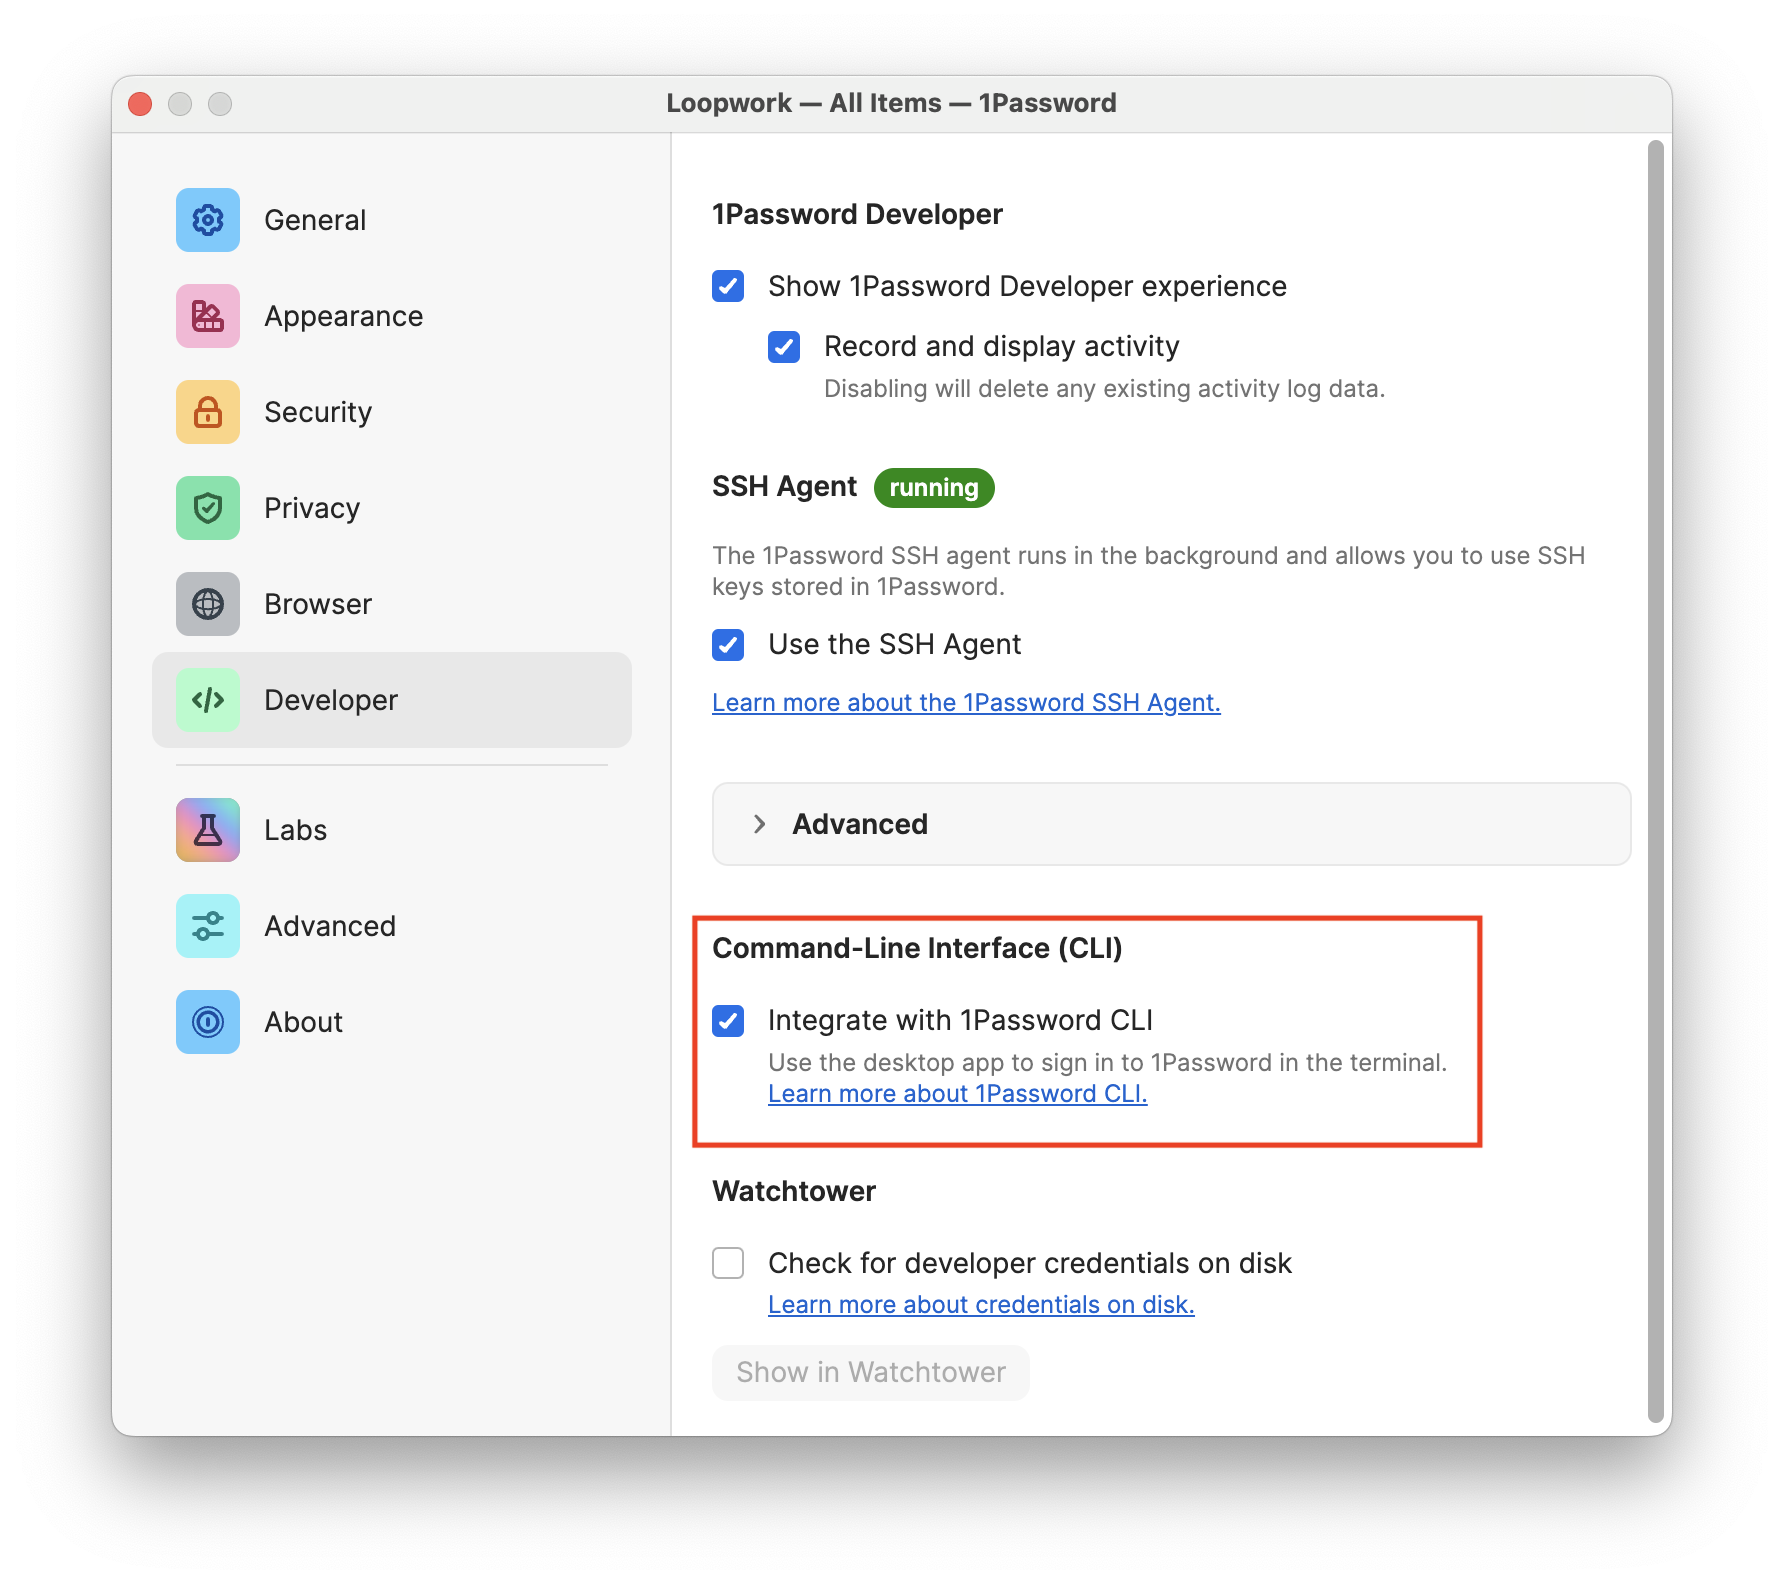 Loopwork — All Items — 1Password
General
Appearance
Security
Privacy
Browser
Developer
Labs
Advanced
About
1Password Developer
Show 1Password Developer experience
Record and display activity
Disabling will delete any existing activity log data.
SSH Agent running
The 1Password SSH agent runs in the background and allows you to use SSH
keys stored in 1Password.
Use the SSH Agent
Learn more about the 1Password SSH Agent.
Advanced
Command-Line Interface (CLI)
Integrate with 1Password CLI
Use the desktop app to sign in to 1Password in the terminal.
Learn more about 1Password CLI.
Watchtower
Check for developer credentials on disk
Learn more about credentials on disk.
Show in Watchtower